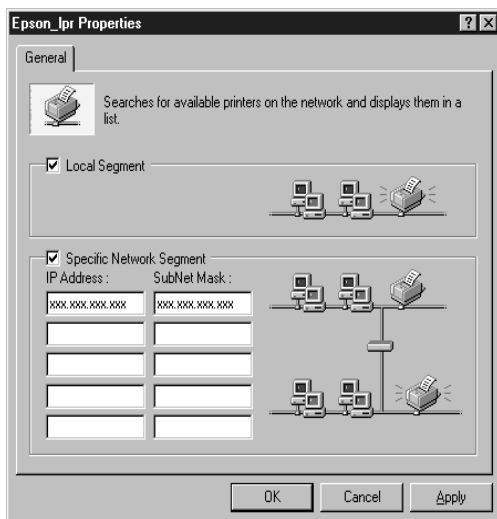 Epson_lpr Properties
General
Searches for available printers on the network and displays them in a
list.
Local Segment
Specific Network Segment
IP Address : SubNet Mask :
xxx.xxx.xxx.xxx xxx.xxx.xxx.xxx
OK Cancel Apply